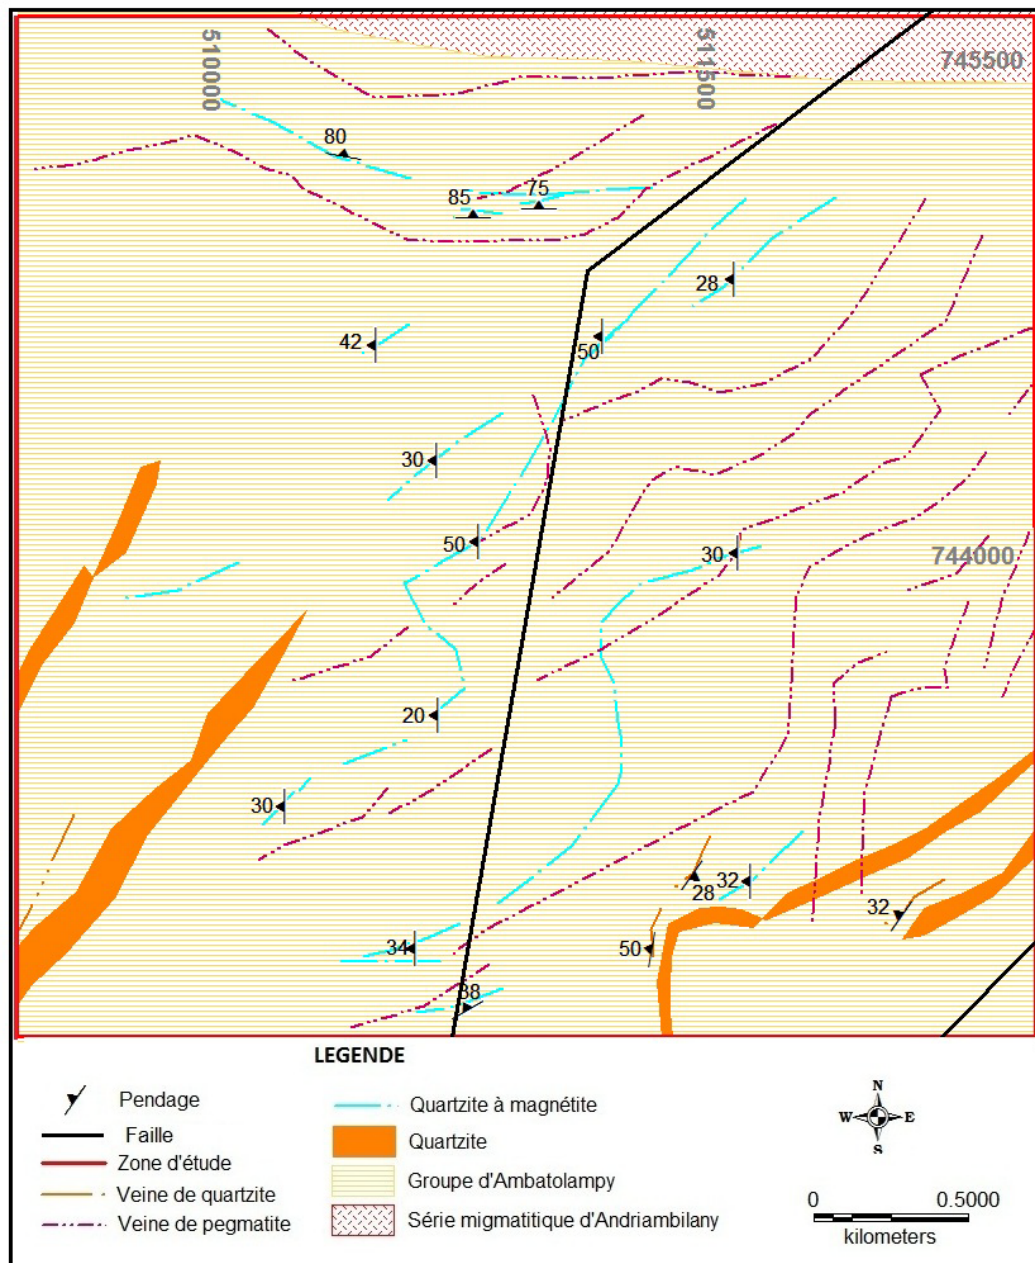 510000
511500
745500
80
85
75
28
42
50
30
50
30
744000
20
30
28
32
32
34
50
38
LEGENDE
Pendage
Faille
Zone d'étude
Veine de quartzite
Veine de pegmatite
Quartzite à magnétite
Quartzite
Groupe d'Ambatolampy
Série migmatitique d'Andriambilany
N
W E
S
0 0.5000
kilometers